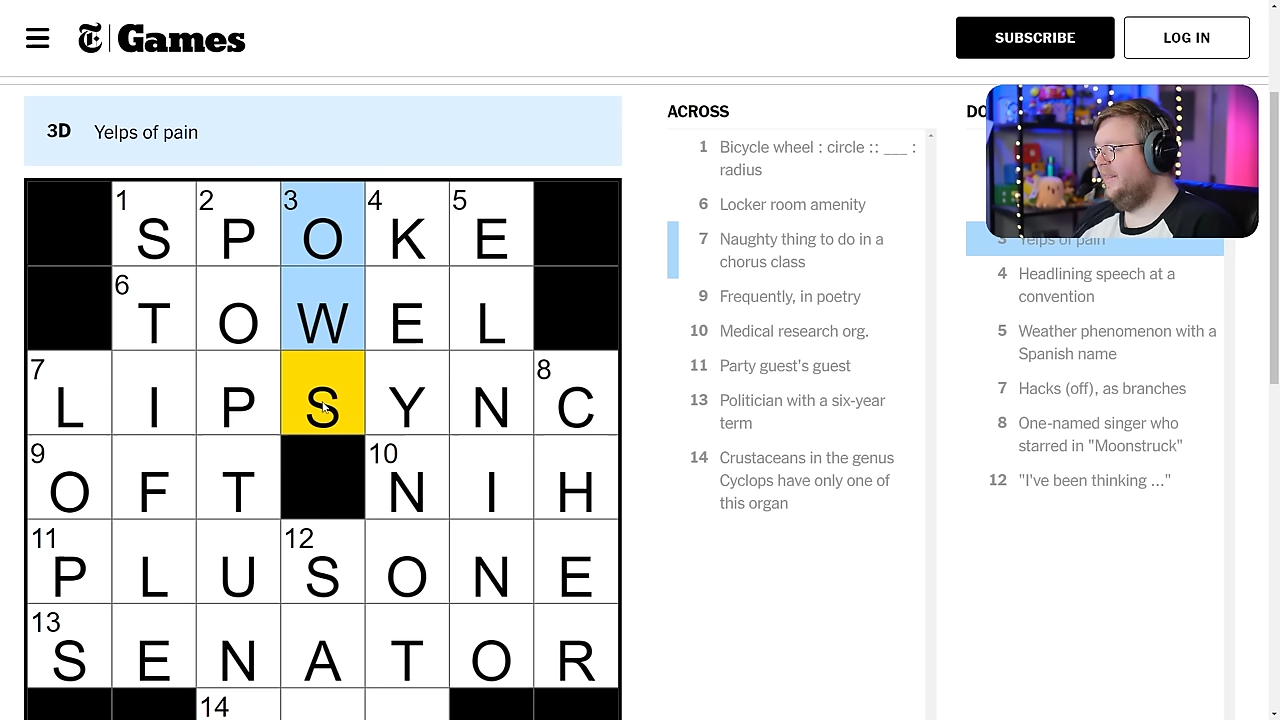 Games
SUBSCRIBE
LOG IN
3D Yelps of pain
1 2 3 4 5
S P O K E
6
T O W E L
7 8
L I P S Y N C
9 10
O F T N I H
11 12
P L U S O N E
13
S E N A T O R
14
ACROSS
1 Bicycle wheel : circle :: ___ :
radius
6 Locker room amenity
7 Naughty thing to do in a
chorus class
9 Frequently, in poetry
10 Medical research org.
11 Party guest's guest
13 Politician with a six-year
term
14 Crustaceans in the genus
Cyclops have only one of
this organ
DO
3 Yelps of pain
4 Headlining speech at a
convention
5 Weather phenomenon with a
Spanish name
7 Hacks (off), as branches
8 One-named singer who
starred in "Moonstruck"
12 "I've been thinking ..."